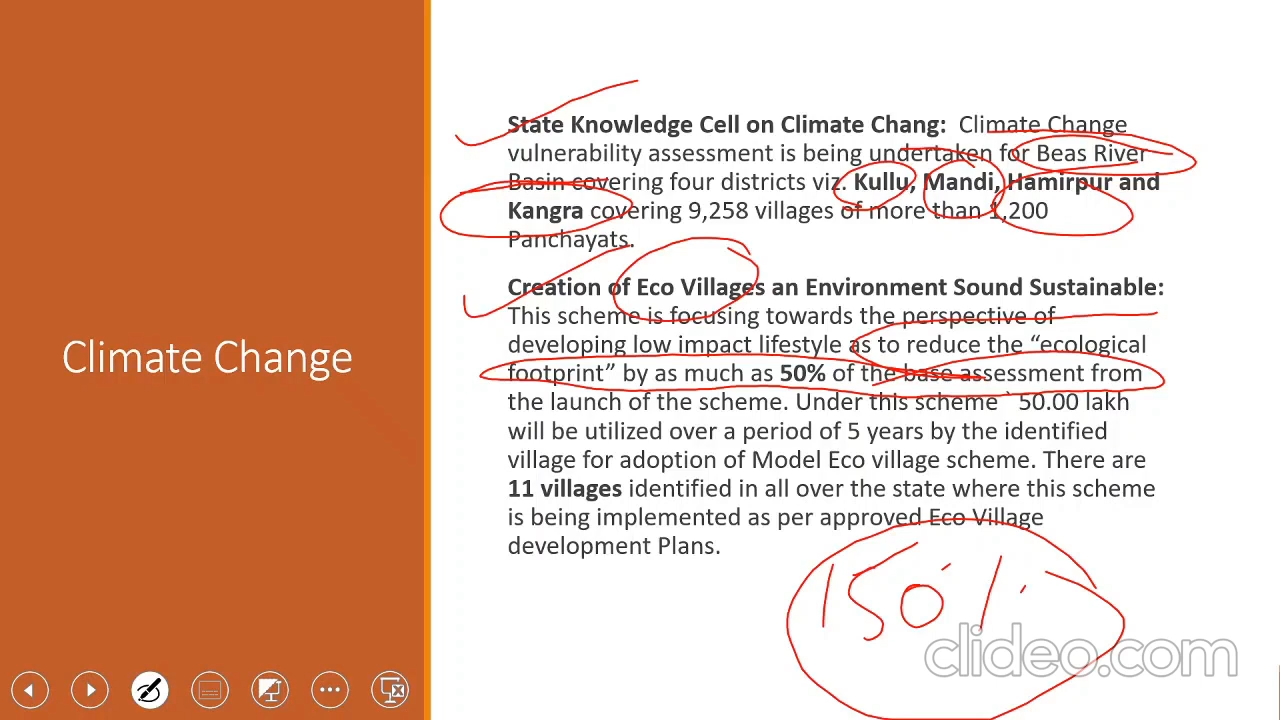 State Knowledge Cell on Climate Chang: Climate Change
vulnerability assessment is being undertaken for Beas River
Basin covering four districts viz. Kullu, Mandi, Hamirpur and
Kangra covering 9,258 villages of more than 1,200
Panchayats.
Creation of Eco Villages an Environment Sound Sustainable:
This scheme is focusing towards the perspective of
developing low impact lifestyle as to reduce the “ecological
footprint” by as much as 50% of the base assessment from
the launch of the scheme. Under this scheme ` 50.00 lakh
will be utilized over a period of 5 years by the identified
village for adoption of Model Eco village scheme. There are
11 villages identified in all over the state where this scheme
is being implemented as per approved Eco Village
development Plans.
Climate Change
150%
clideo.com